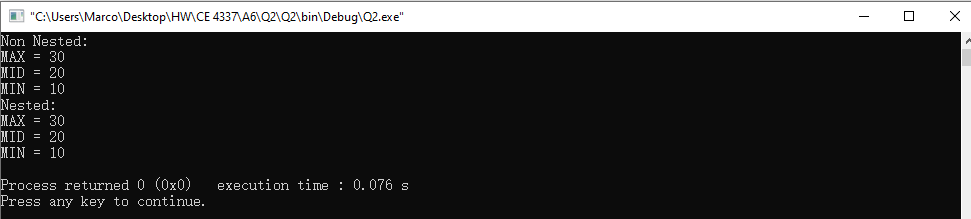 "C:\Users\Marco\Desktop\HW\CE 4337\A6\Q2\Q2\bin\Debug\Q2.exe"
Non Nested:
MAX = 30
MID = 20
MIN = 10
Nested:
MAX = 30
MID = 20
MIN = 10
Process returned 0 (0x0)   execution time : 0.076 s
Press any key to continue.